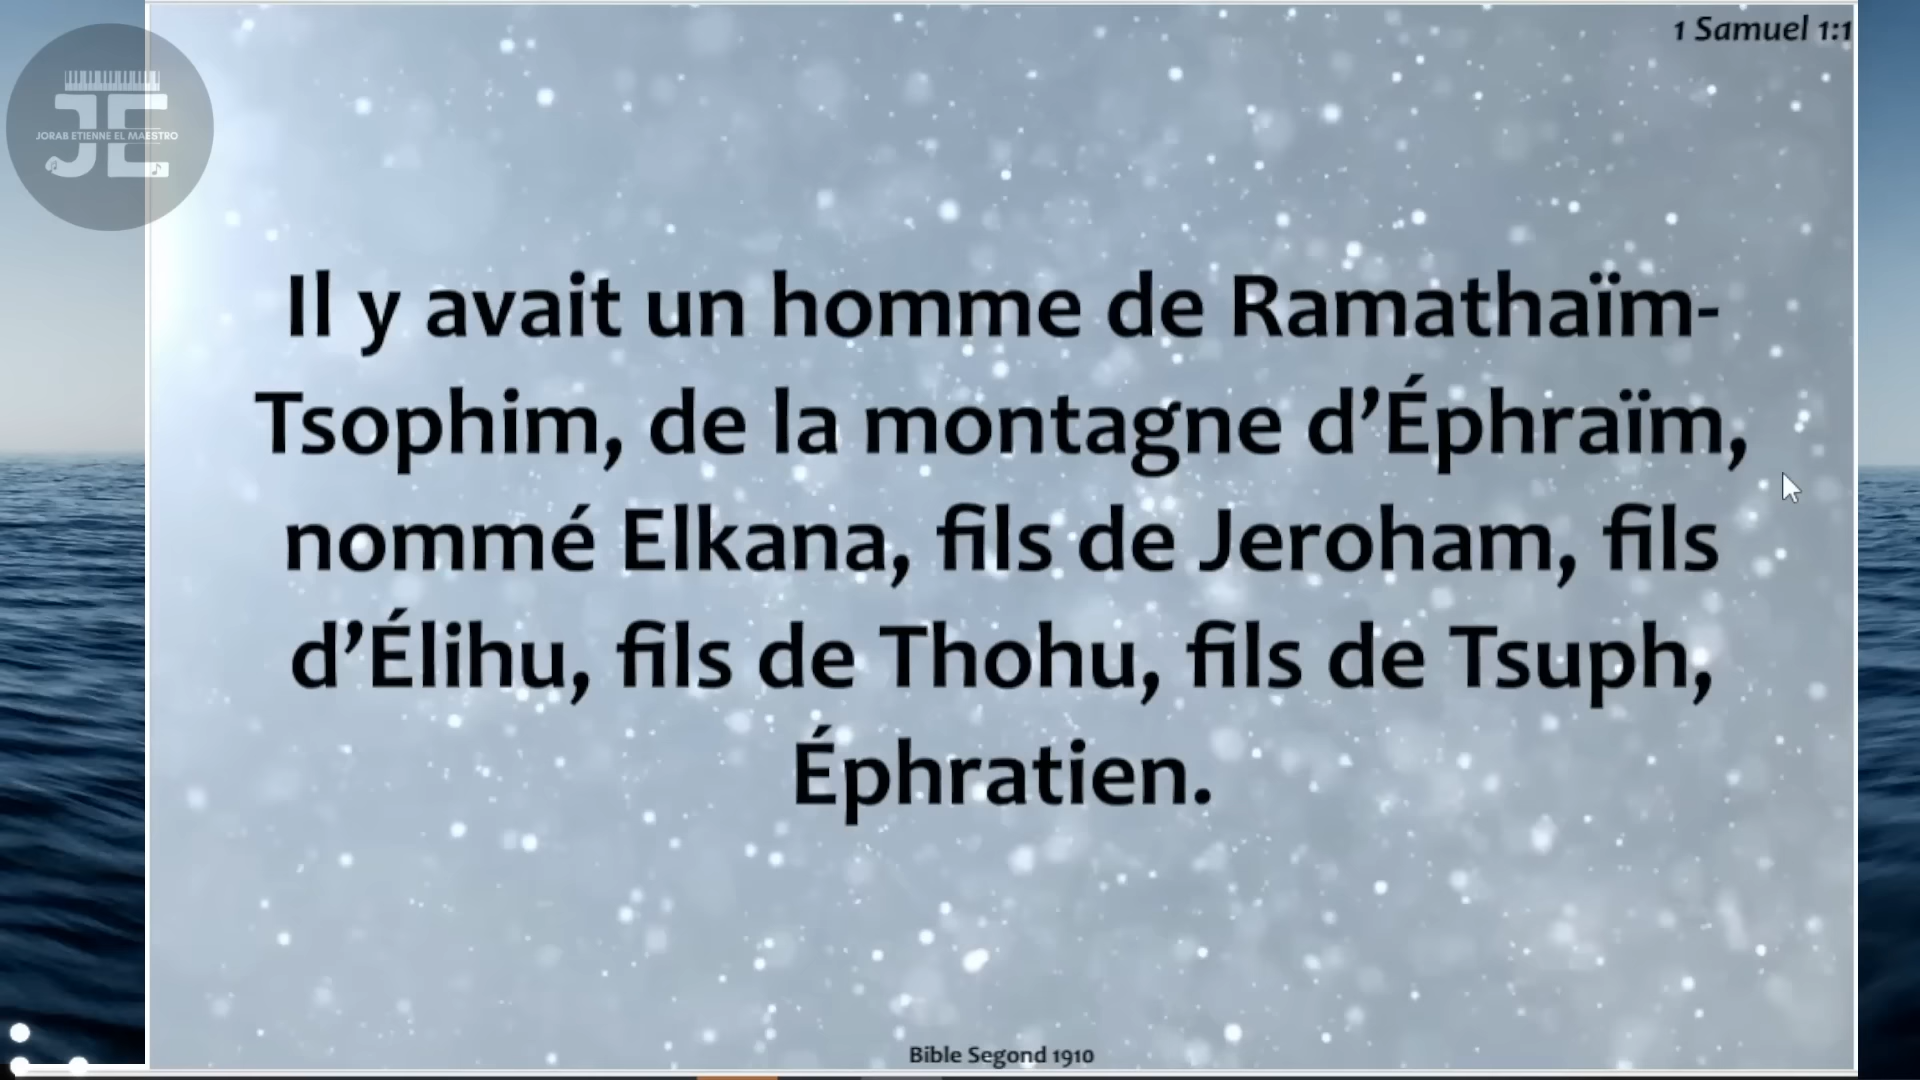 1 Samuel 1:1
JE
JORAB ETIENNE EL MAESTRO
Il y avait un homme de Ramathaïm-
Tsophim, de la montagne d’Éphraïm,
nommé Elkana, fils de Jeroham, fils
d’Élihu, fils de Thohu, fils de Tsuph,
Éphratien.
Bible Segond 1910